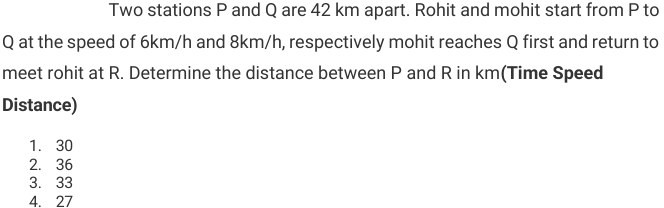 Two stations P and Q are 42 km apart. Rohit and mohit start from P to
Q at the speed of 6km/h and 8km/h, respectively mohit reaches Q first and return to
meet rohit at R. Determine the distance between P and R in km(Time Speed
Distance)
1. 30
2. 36
3. 33
4. 27